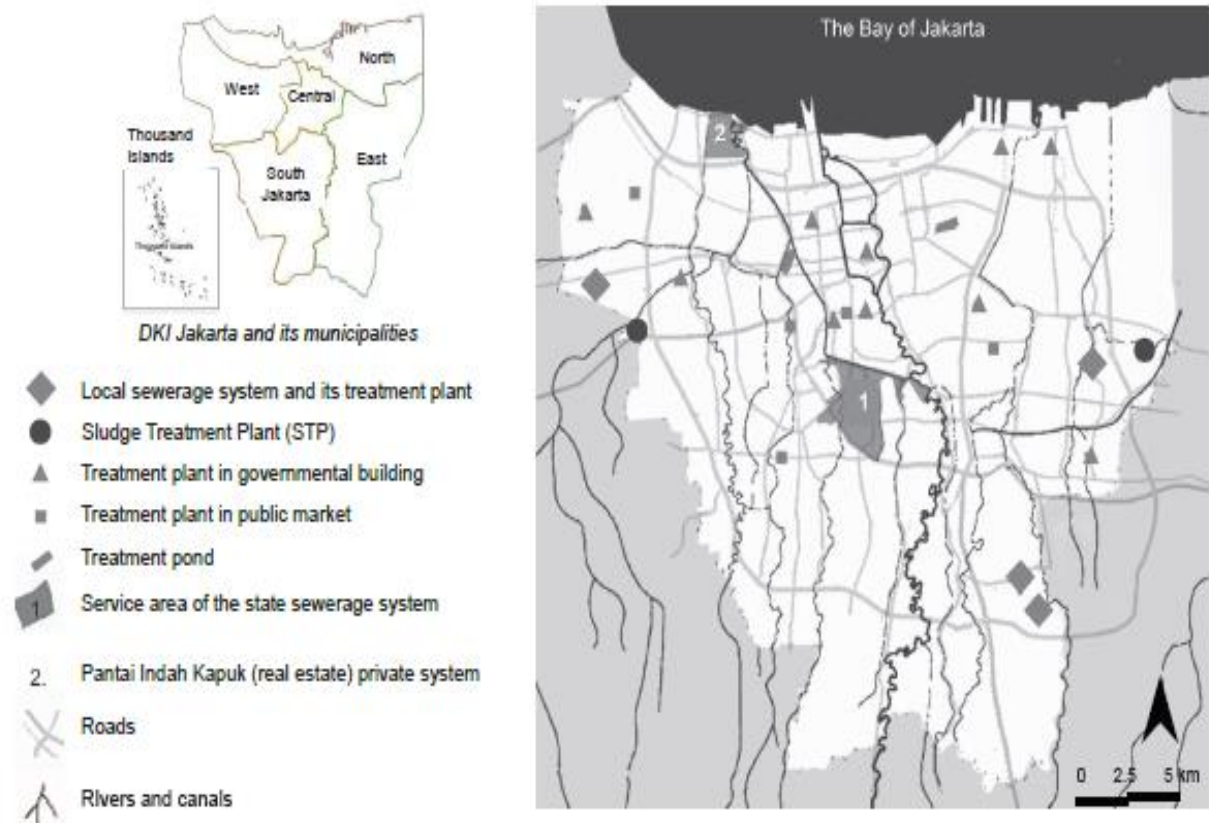 The Bay of Jakarta
North
West
Central
Thousand
Islands
East
South
Jakarta
Thousand Islands
DKI Jakarta and its municipalities
Local sewerage system and its treatment plant
Sludge Treatment Plant (STP)
Treatment plant in governmental building
Treatment plant in public market
Treatment pond
1 Service area of the state sewerage system
2. Pantai Indah Kapuk (real estate) private system
Roads
RIvers and canals
2
1
0 2.5 5 km